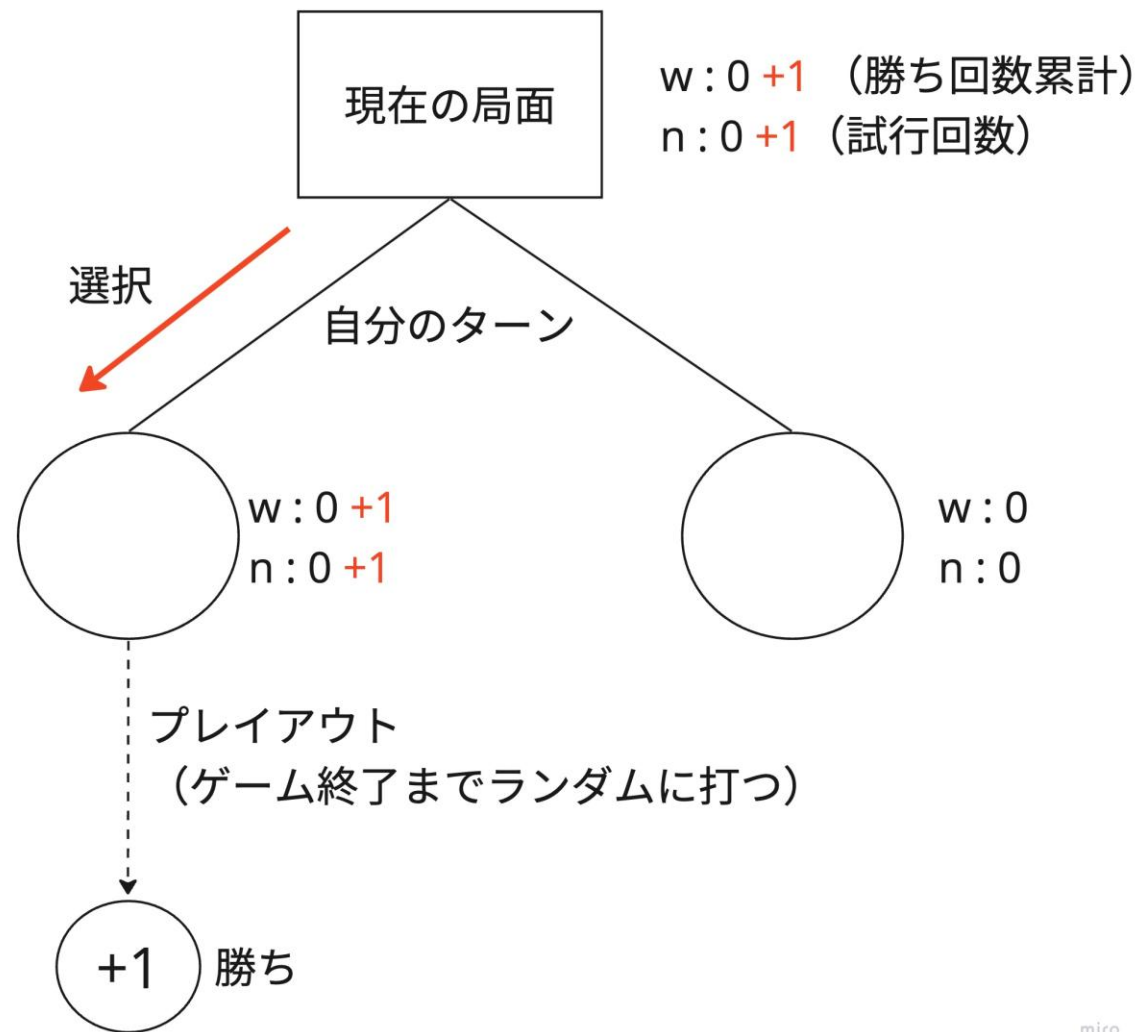 現在の局面
w : 0 +1 （勝ち回数累計）
n : 0 +1（試行回数）
選択
自分のターン
w : 0 +1
n : 0 +1
w : 0
n : 0
プレイアウト
（ゲーム終了までランダムに打つ）
+1
勝ち
miro